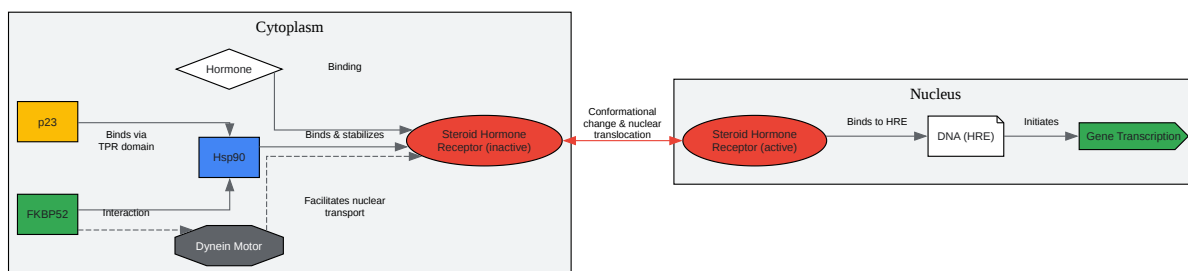 Cytoplasm
Hormone
Binding
p23
Binds via
TPR domain
Hsp90
Binds & stabilizes
Steroid Hormone
Receptor (inactive)
FKBP52
Interaction
Facilitates nuclear
transport
Dynein Motor
Conformational
change & nuclear
translocation
Nucleus
Steroid Hormone
Receptor (active)
Binds to HRE
DNA (HRE)
Initiates
Gene Transcription